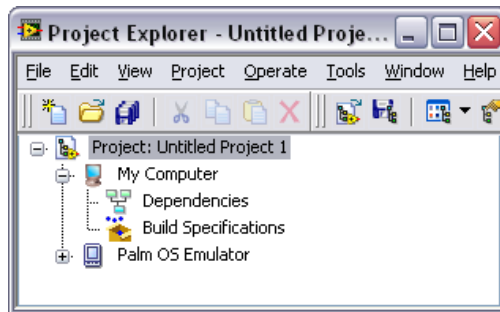 Project Explorer - Untitled Proje...
File Edit View Project Operate Tools Window Help
Project: Untitled Project 1
My Computer
Dependencies
Build Specifications
Palm OS Emulator